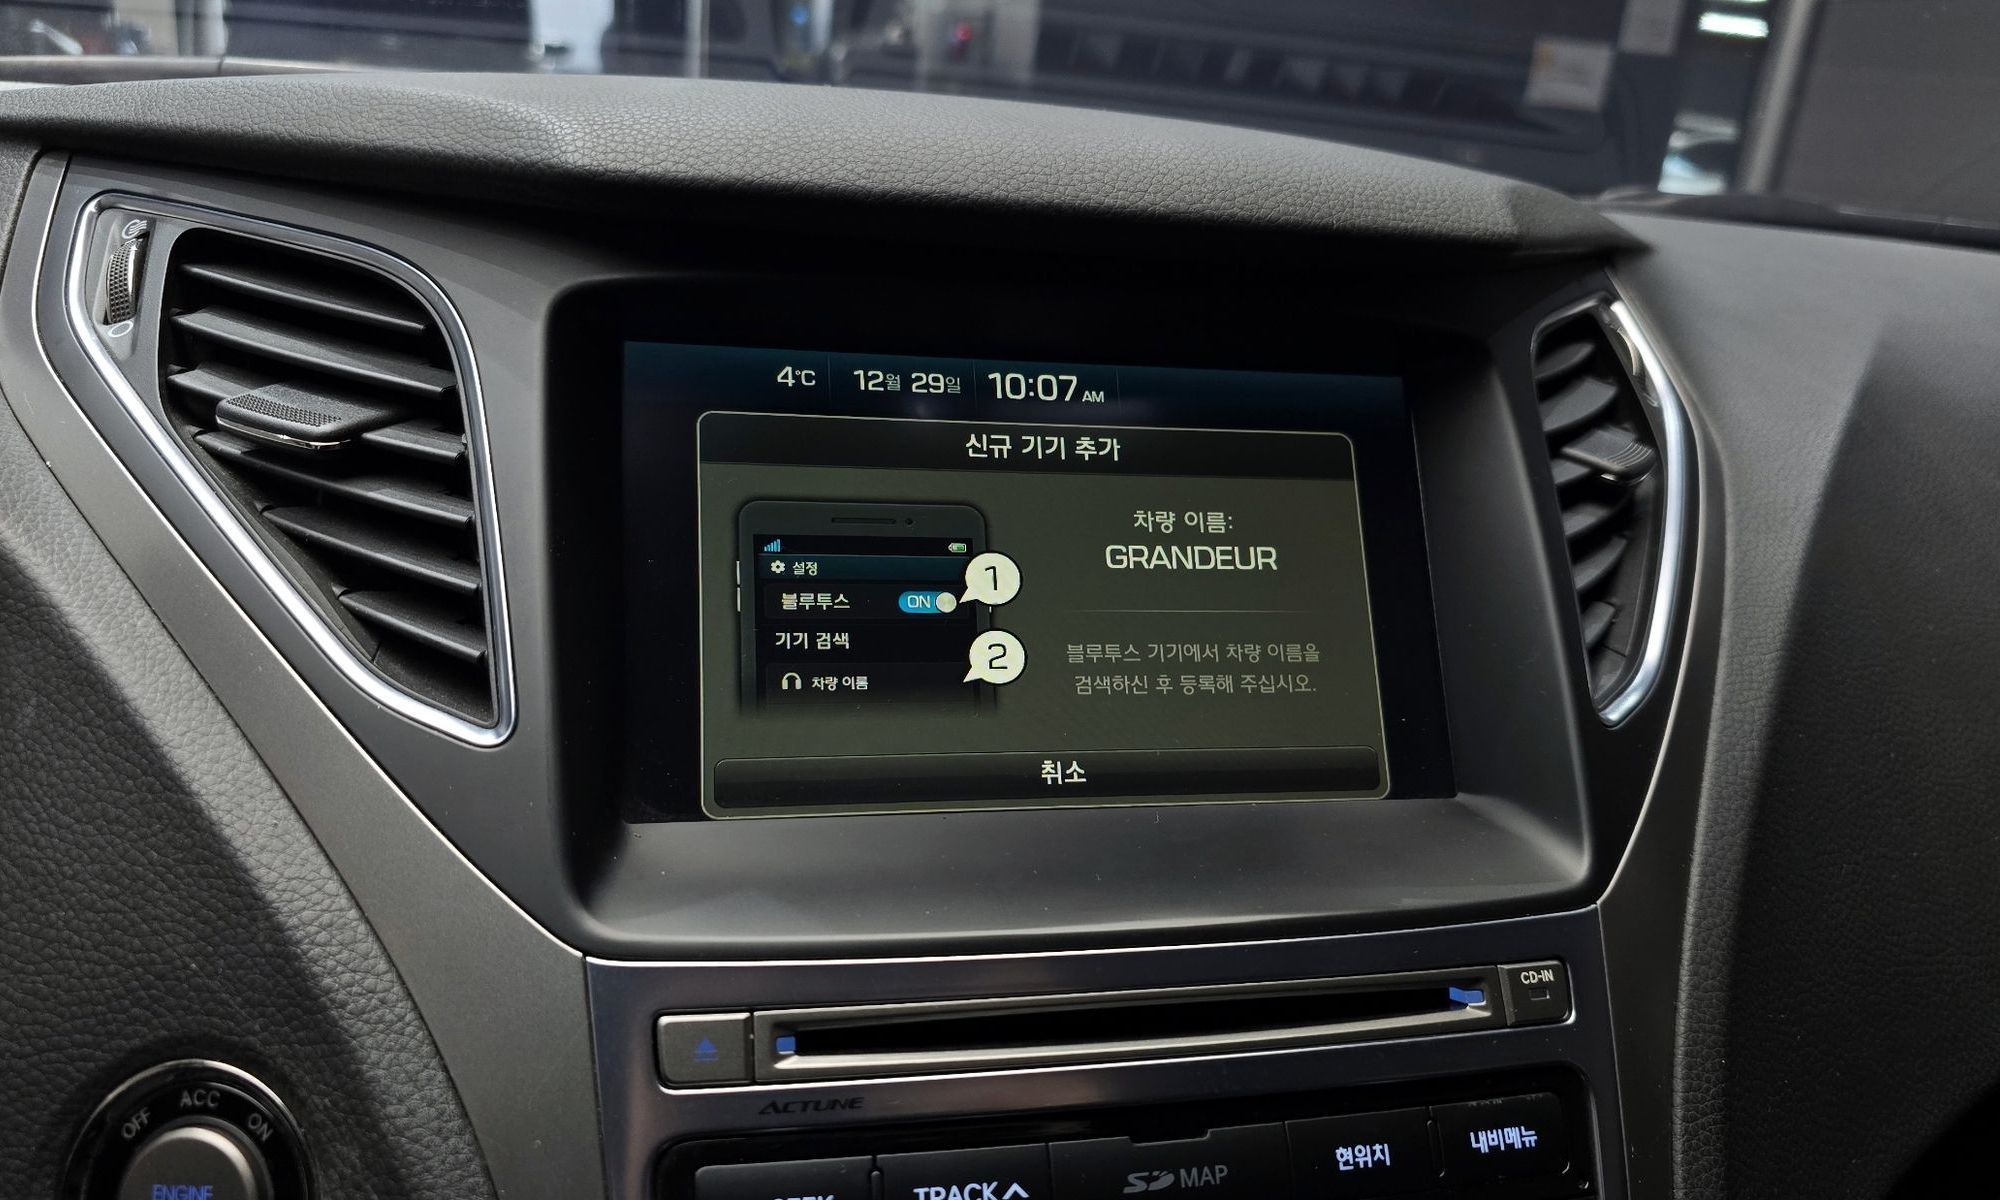 4°C 12월 29일 10:07 AM
신규 기기 추가
설정
블루투스 ON
1
기기 검색
2
차량 이름
차량 이름:
GRANDEUR
블루투스 기기에서 차량 이름을
검색하신 후 등록해 주십시오.
취소
CD-IN
ACTUNE
OFF ACC ON
ENGINE
SEEK
TRACK
SD MAP
현위치
내비메뉴